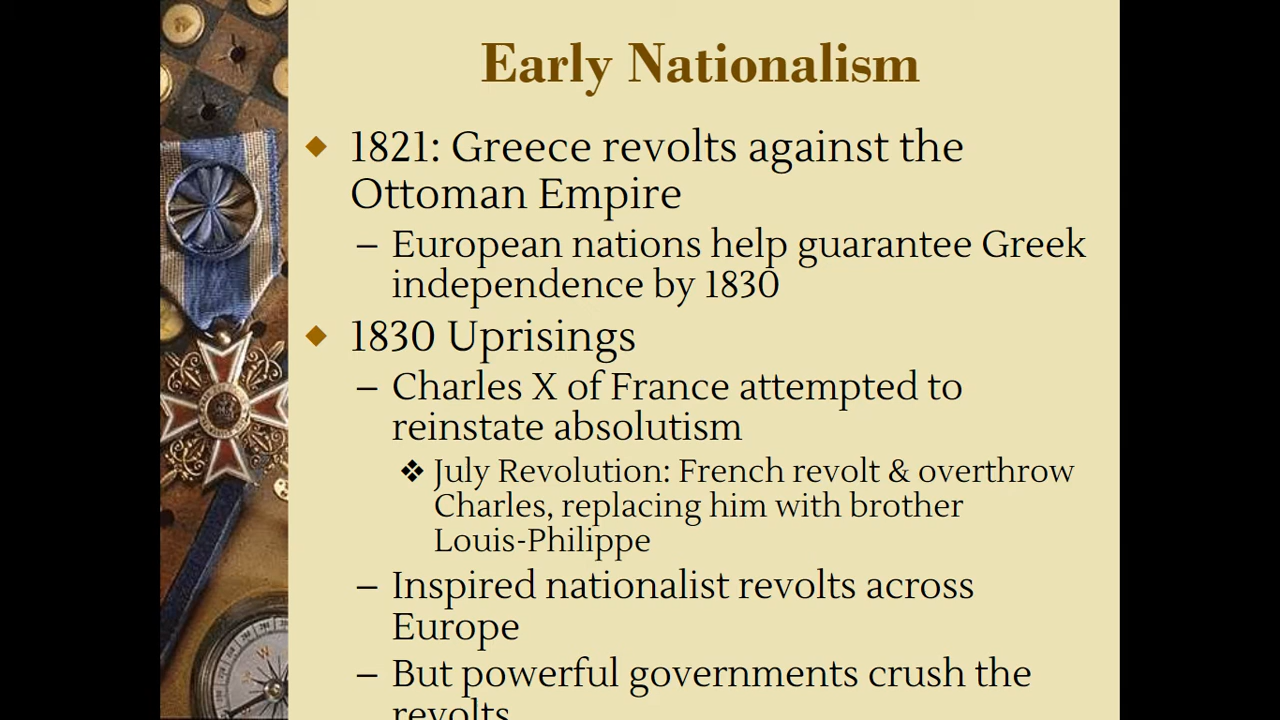 Early Nationalism
◆ 1821: Greece revolts against the
Ottoman Empire
– European nations help guarantee Greek
independence by 1830
◆ 1830 Uprisings
– Charles X of France attempted to
reinstate absolutism
❖ July Revolution: French revolt & overthrow
Charles, replacing him with brother
Louis-Philippe
– Inspired nationalist revolts across
Europe
– But powerful governments crush the
revolts